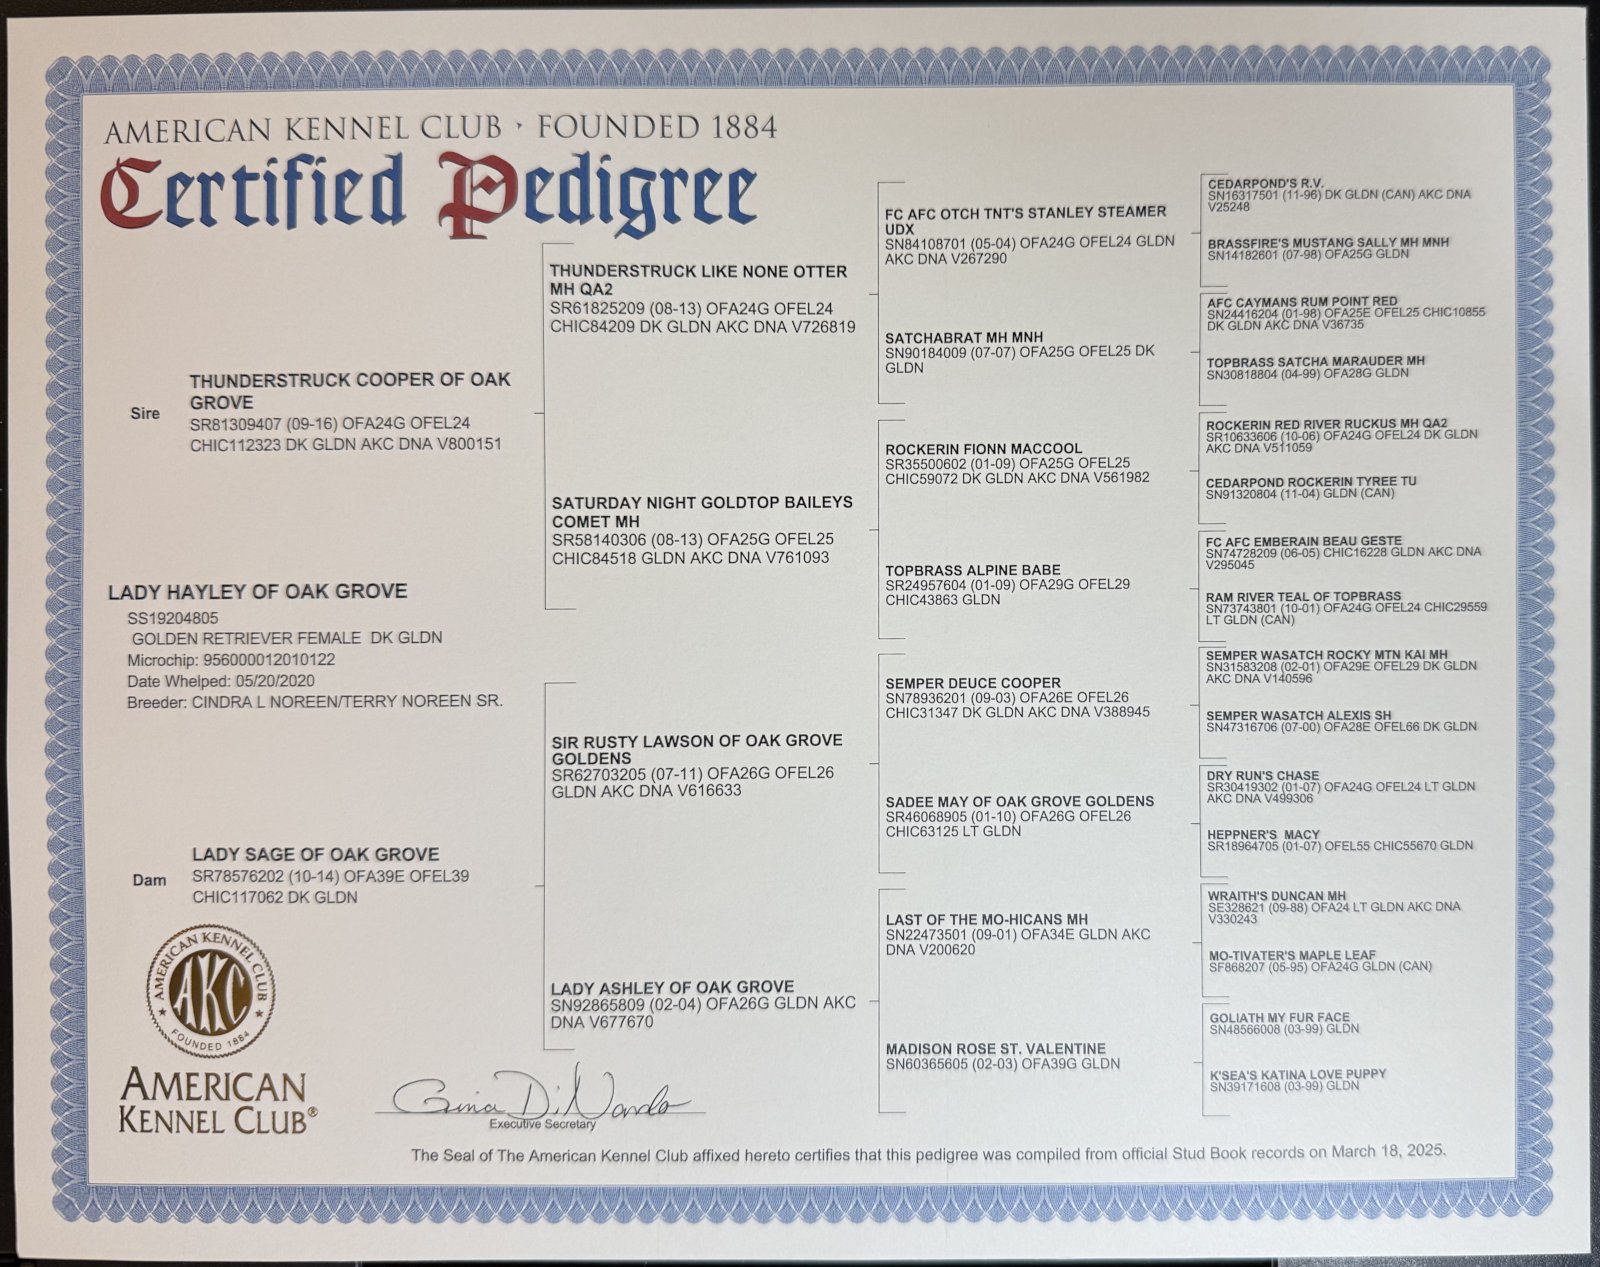 AMERICAN KENNEL CLUB · FOUNDED 1884
Certified Pedigree
Sire
THUNDERSTRUCK COOPER OF OAK
GROVE
SR81309407 (09-16) OFA24G OFEL24
CHIC112323 DK GLDN AKC DNA V800151
LADY HAYLEY OF OAK GROVE
SS19204805
GOLDEN RETRIEVER FEMALE DK GLDN
Microchip: 956000012010122
Date Whelped: 05/20/2020
Breeder: CINDRA L NOREEN/TERRY NOREEN SR.
Dam
LADY SAGE OF OAK GROVE
SR78576202 (10-14) OFA39E OFEL39
CHIC117062 DK GLDN
THUNDERSTRUCK LIKE NONE OTTER
MH QA2
SR61825209 (08-13) OFA24G OFEL24
CHIC84209 DK GLDN AKC DNA V726819
SATURDAY NIGHT GOLDTOP BAILEYS
COMET MH
SR58140306 (08-13) OFA25G OFEL25
CHIC84518 GLDN AKC DNA V761093
SIR RUSTY LAWSON OF OAK GROVE
GOLDENS
SR62703205 (07-11) OFA26G OFEL26
GLDN AKC DNA V616633
LADY ASHLEY OF OAK GROVE
SN92865809 (02-04) OFA26G GLDN AKC
DNA V677670
FC AFC OTCH TNT'S STANLEY STEAMER
UDX
SN84108701 (05-04) OFA24G OFEL24 GLDN
AKC DNA V267290
SATCHABRAT MH MNH
SN90184009 (07-07) OFA25G OFEL25 DK
GLDN
ROCKERIN FIONN MACCOOL
SR35500602 (01-09) OFA25G OFEL25
CHIC59072 DK GLDN AKC DNA V561982
TOPBRASS ALPINE BABE
SR24957604 (01-09) OFA29G OFEL29
CHIC43863 GLDN
SEMPER DEUCE COOPER
SN78936201 (09-03) OFA26E OFEL26
CHIC31347 DK GLDN AKC DNA V388945
SADEE MAY OF OAK GROVE GOLDENS
SR46068905 (01-10) OFA26G OFEL26
CHIC63125 LT GLDN
LAST OF THE MO-HICANS MH
SN22473501 (09-01) OFA34E GLDN AKC
DNA V200620
MADISON ROSE ST. VALENTINE
SN60365605 (02-03) OFA39G GLDN
CEDARPOND'S R.V.
SN16317501 (11-96) DK GLDN (CAN) AKC DNA
V25248
BRASSFIRE'S MUSTANG SALLY MH MNH
SN14182601 (07-98) OFA25G GLDN
AFC CAYMANS RUM POINT RED
SN24416204 (01-98) OFA25E OFEL25 CHIC10855
DK GLDN AKC DNA V36735
TOPBRASS SATCHA MARAUDER MH
SN30818804 (04-99) OFA28G GLDN
ROCKERIN RED RIVER RUCKUS MH QA2
SR10633606 (10-06) OFA24G OFEL24 DK GLDN
AKC DNA V511059
CEDARPOND ROCKERIN TYREE TU
SN91320804 (11-04) GLDN (CAN)
FC AFC EMBERAIN BEAU GESTE
SN74728209 (06-05) CHIC16228 GLDN AKC DNA
V295045
RAM RIVER TEAL OF TOPBRASS
SN73743801 (10-01) OFA24G OFEL24 CHIC29559
LT GLDN (CAN)
SEMPER WASATCH ROCKY MTN KAI MH
SN31583208 (02-01) OFA29E OFEL29 DK GLDN
AKC DNA V140596
SEMPER WASATCH ALEXIS SH
SN47316706 (07-00) OFA28E OFEL66 DK GLDN
DRY RUN'S CHASE
SR30419302 (01-07) OFA24G OFEL24 LT GLDN
AKC DNA V499306
HEPPNER'S MACY
SR18964705 (01-07) OFEL55 CHIC55670 GLDN
WRAITH'S DUNCAN MH
SE328621 (09-88) OFA24 LT GLDN AKC DNA
V330243
MO-TIVATER'S MAPLE LEAF
SF868207 (05-95) OFA24G GLDN (CAN)
GOLIATH MY FUR FACE
SN48566008 (03-99) GLDN
K'SEA'S KATINA LOVE PUPPY
SN39171608 (03-99) GLDN
AMERICAN KENNEL CLUB
AKC
FOUNDED 1884
AMERICAN
KENNEL CLUB®
Gina DiNardo
Executive Secretary
The Seal of The American Kennel Club affixed hereto certifies that this pedigree was compiled from official Stud Book records on March 18, 2025.